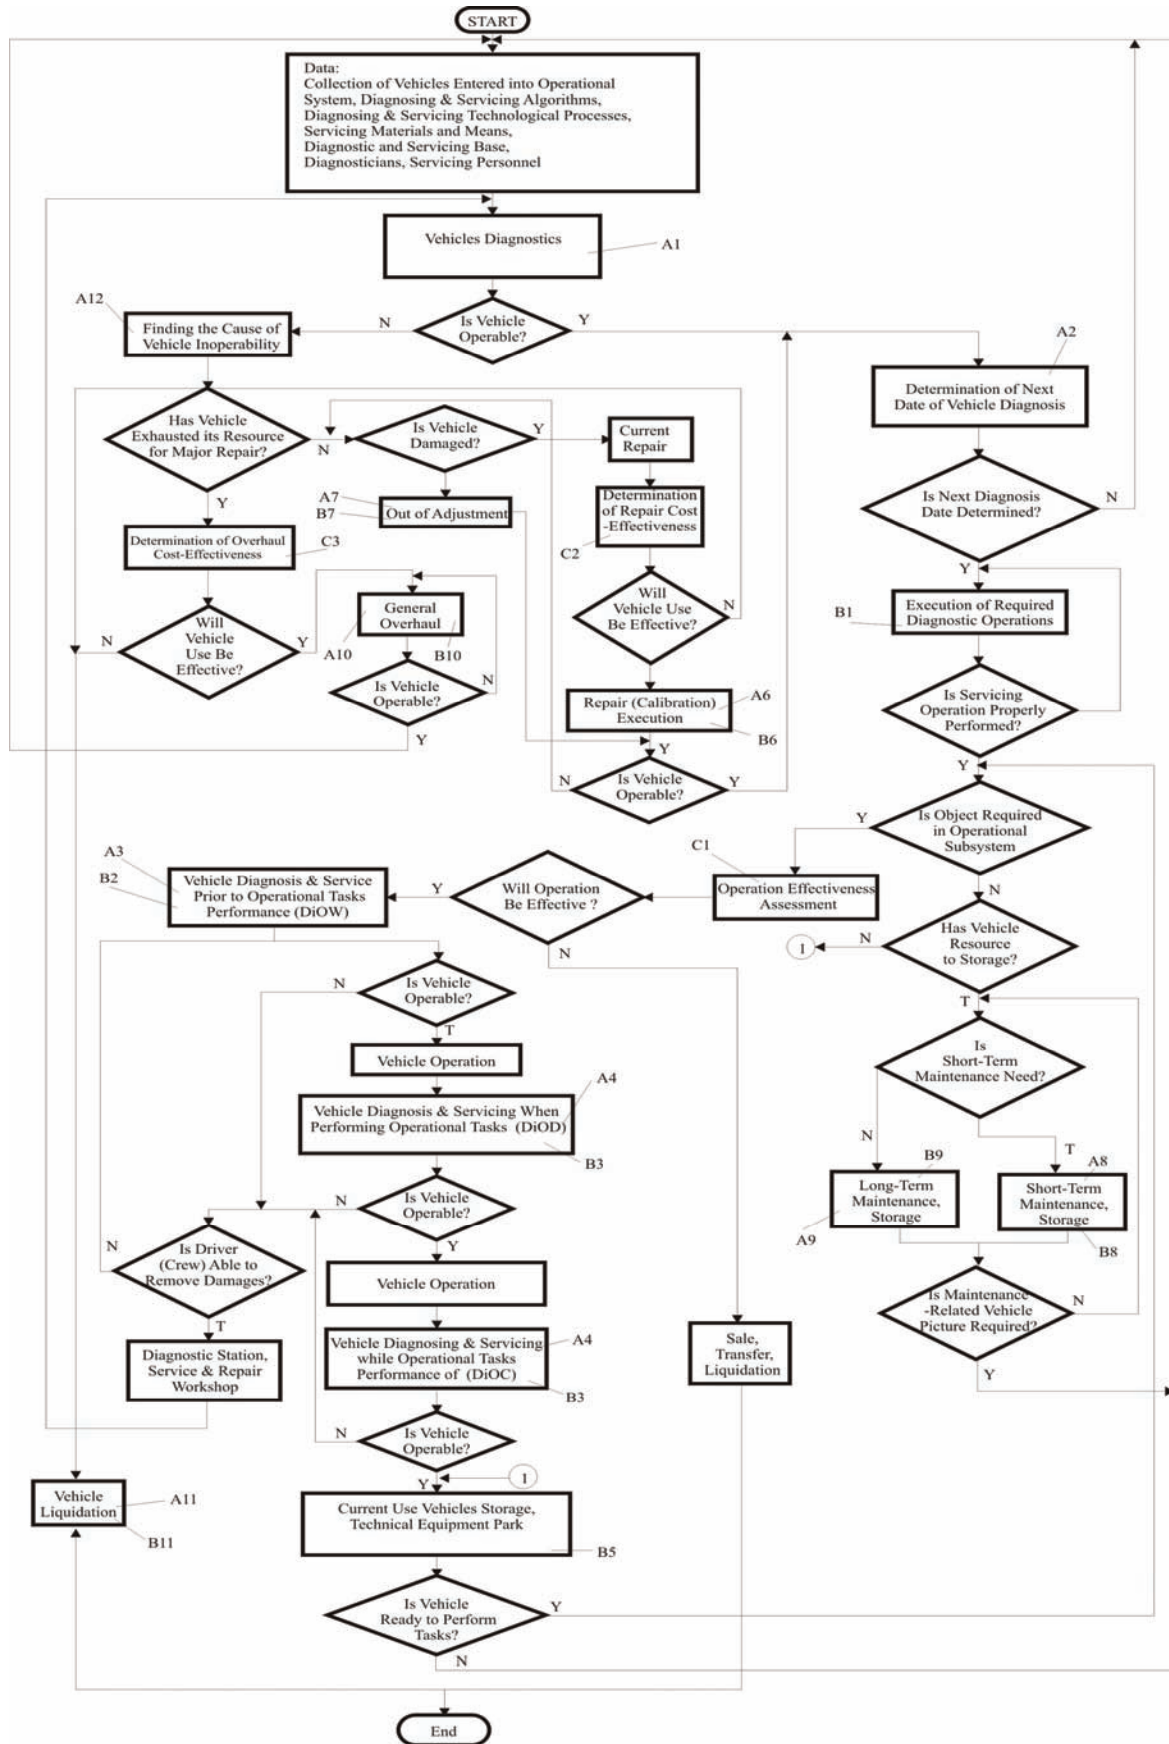 START
Data:
Collection of Vehicles Entered into Operational
System, Diagnosing & Servicing Algorithms,
Diagnosing & Servicing Technological Processes,
Servicing Materials and Means,
Diagnostic and Servicing Base,
Diagnosticians, Servicing Personnel
Vehicles Diagnostics
A1
A12
Finding the Cause of
Vehicle Inoperability
N
Is Vehicle
Operable?
Y
A2
Determination of Next
Date of Vehicle Diagnosis
Has Vehicle
Exhausted its Resource
for Major Repair?
N
Y
Is Vehicle
Damaged?
Y
Current
Repair
Is Next Diagnosis
Date Determined?
N
Y
A7
B7
Out of Adjustment
Determination
of Repair Cost
-Effectiveness
C2
Determination of Overhaul
Cost-Effectiveness
C3
Will
Vehicle Use
Be Effective?
N
Execution of Required
Diagnostic Operations
B1
N
Will
Vehicle
Use Be
Effective?
Y
General
Overhaul
A10
B10
Is Vehicle
Operable?
N
Y
Repair (Calibration)
Execution
A6
B6
Y
Is Servicing
Operation Properly
Performed?
Y
N
Is Vehicle
Operable?
Y
Is Object Required
in Operational
Subsystem
Y
N
A3
B2
Vehicle Diagnosis & Service
Prior to Operational Tasks
Performance (DiOW)
Y
Will Operation
Be Effective ?
N
C1
Operation Effectiveness
Assessment
Has Vehicle
Resource
to Storage?
N
1
T
N
Is Vehicle
Operable?
T
Vehicle Operation
Is
Short-Term
Maintenance Need?
N
T
Vehicle Diagnosis & Servicing When
Performing Operational Tasks (DiOD)
A4
B3
B9
Long-Term
Maintenance,
Storage
A9
A8
Short-Term
Maintenance,
Storage
B8
N
Is Vehicle
Operable?
Y
N
Is Driver
(Crew) Able to
Remove Damages?
T
Vehicle Operation
Is Maintenance
-Related Vehicle
Picture Required?
N
Y
Diagnostic Station,
Service & Repair
Workshop
Vehicle Diagnosing & Servicing
while Operational Tasks
Performance of (DiOC)
A4
B3
Sale,
Transfer,
Liquidation
N
Is Vehicle
Operable?
Y
1
Vehicle
Liquidation
A11
B11
Current Use Vehicles Storage,
Technical Equipment Park
B5
Is Vehicle
Ready to Perform
Tasks?
Y
N
End